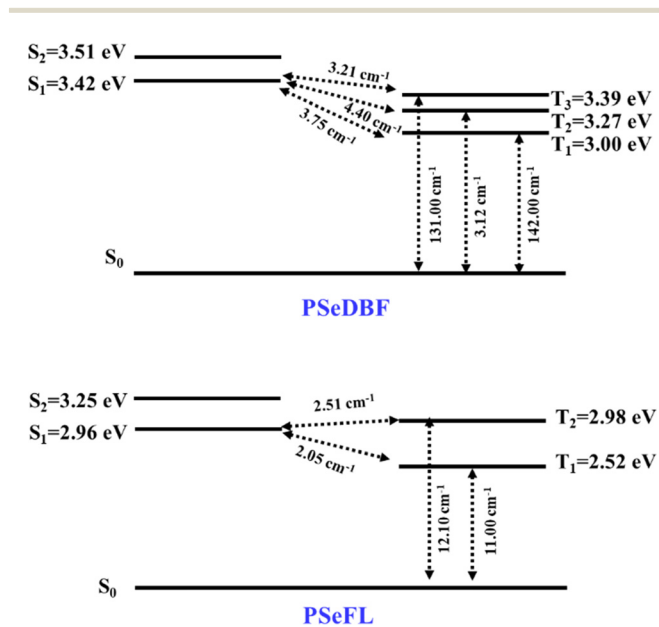 S₂=3.51 eV
S₁=3.42 eV
3.21 cm⁻¹
4.40 cm⁻¹
3.75 cm⁻¹
T₃=3.39 eV
T₂=3.27 eV
T₁=3.00 eV
131.00 cm⁻¹
3.12 cm⁻¹
142.00 cm⁻¹
S₀
PSeDBF
S₂=3.25 eV
S₁=2.96 eV
2.51 cm⁻¹
2.05 cm⁻¹
T₂=2.98 eV
T₁=2.52 eV
12.10 cm⁻¹
11.00 cm⁻¹
S₀
PSeFL